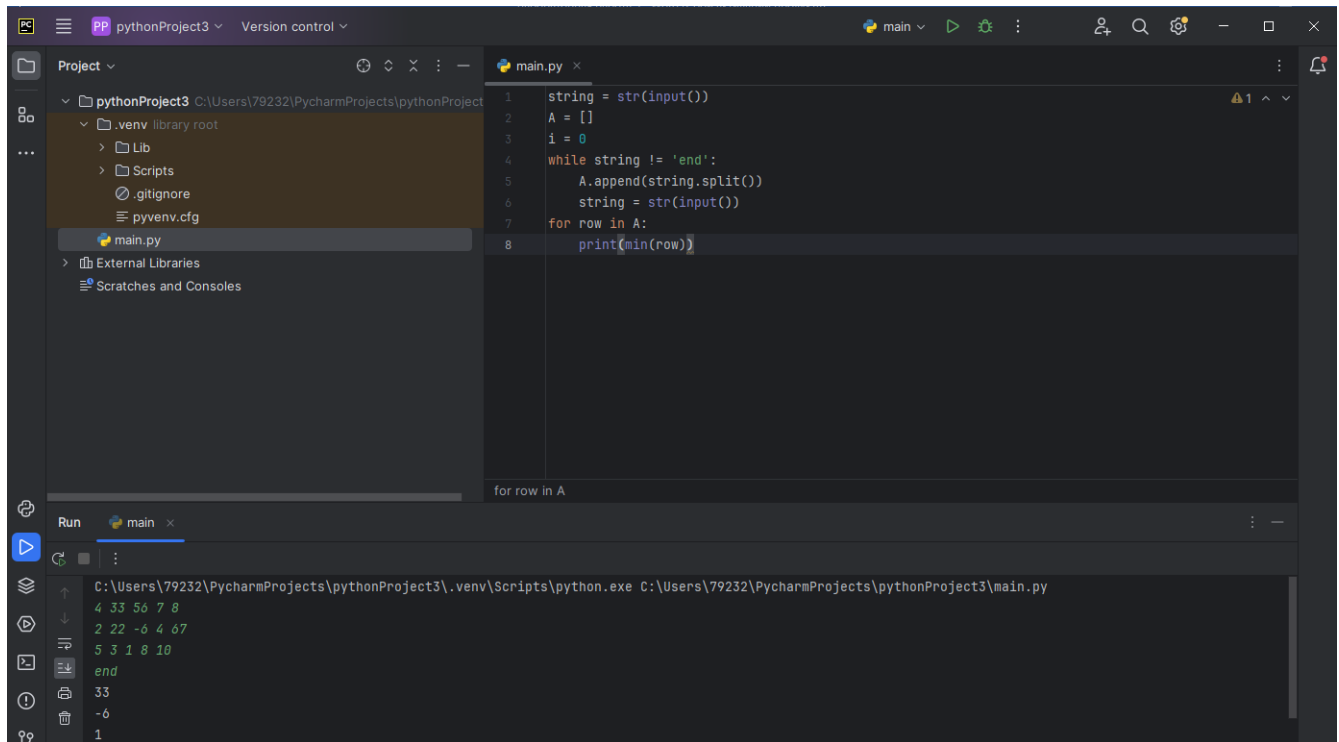 PC PP pythonProject3 Version control main
Project
main.py
pythonProject3 C:\Users\79232\PycharmProjects\pythonProject
.venv library root
Lib
Scripts
.gitignore
pyvenv.cfg
main.py
External Libraries
Scratches and Consoles
1 string = str(input())
2 A = []
3 i = 0
4 while string != 'end':
5 A.append(string.split())
6 string = str(input())
7 for row in A:
8 print(min(row))
1
for row in A
Run main
C:\Users\79232\PycharmProjects\pythonProject3\.venv\Scripts\python.exe C:\Users\79232\PycharmProjects\pythonProject3\main.py
4 33 56 7 8
2 22 -6 4 67
5 3 1 8 10
end
33
-6
1